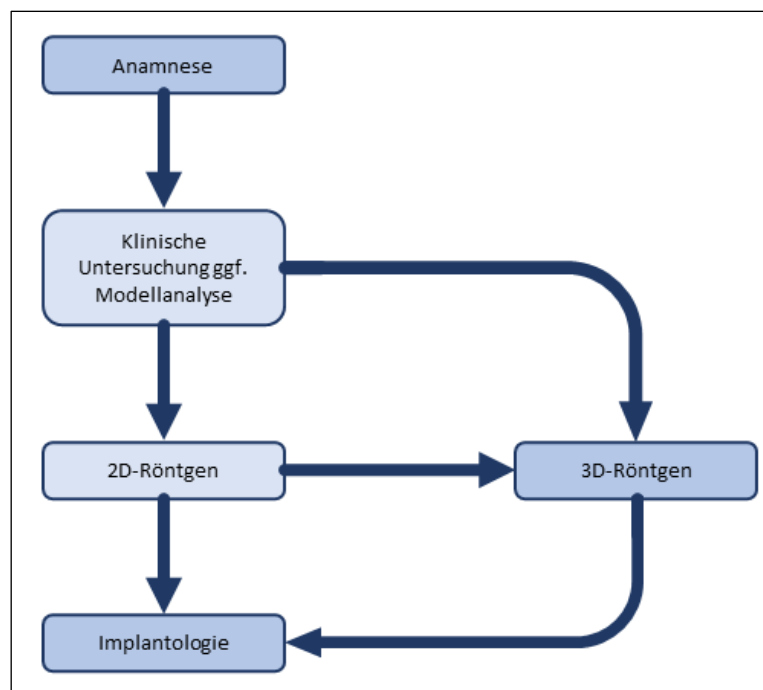 Anamnese
Klinische
Untersuchung ggf.
Modellanalyse
2D-Röntgen
3D-Röntgen
Implantologie